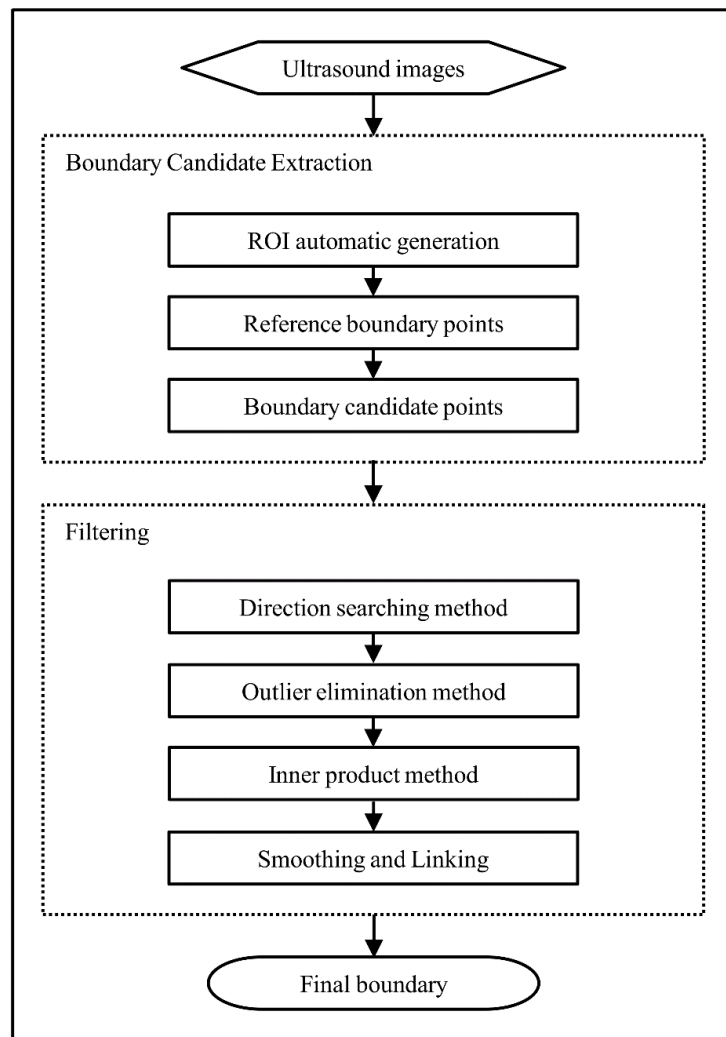 Ultrasound images
Boundary Candidate Extraction
ROI automatic generation
Reference boundary points
Boundary candidate points
Filtering
Direction searching method
Outlier elimination method
Inner product method
Smoothing and Linking
Final boundary